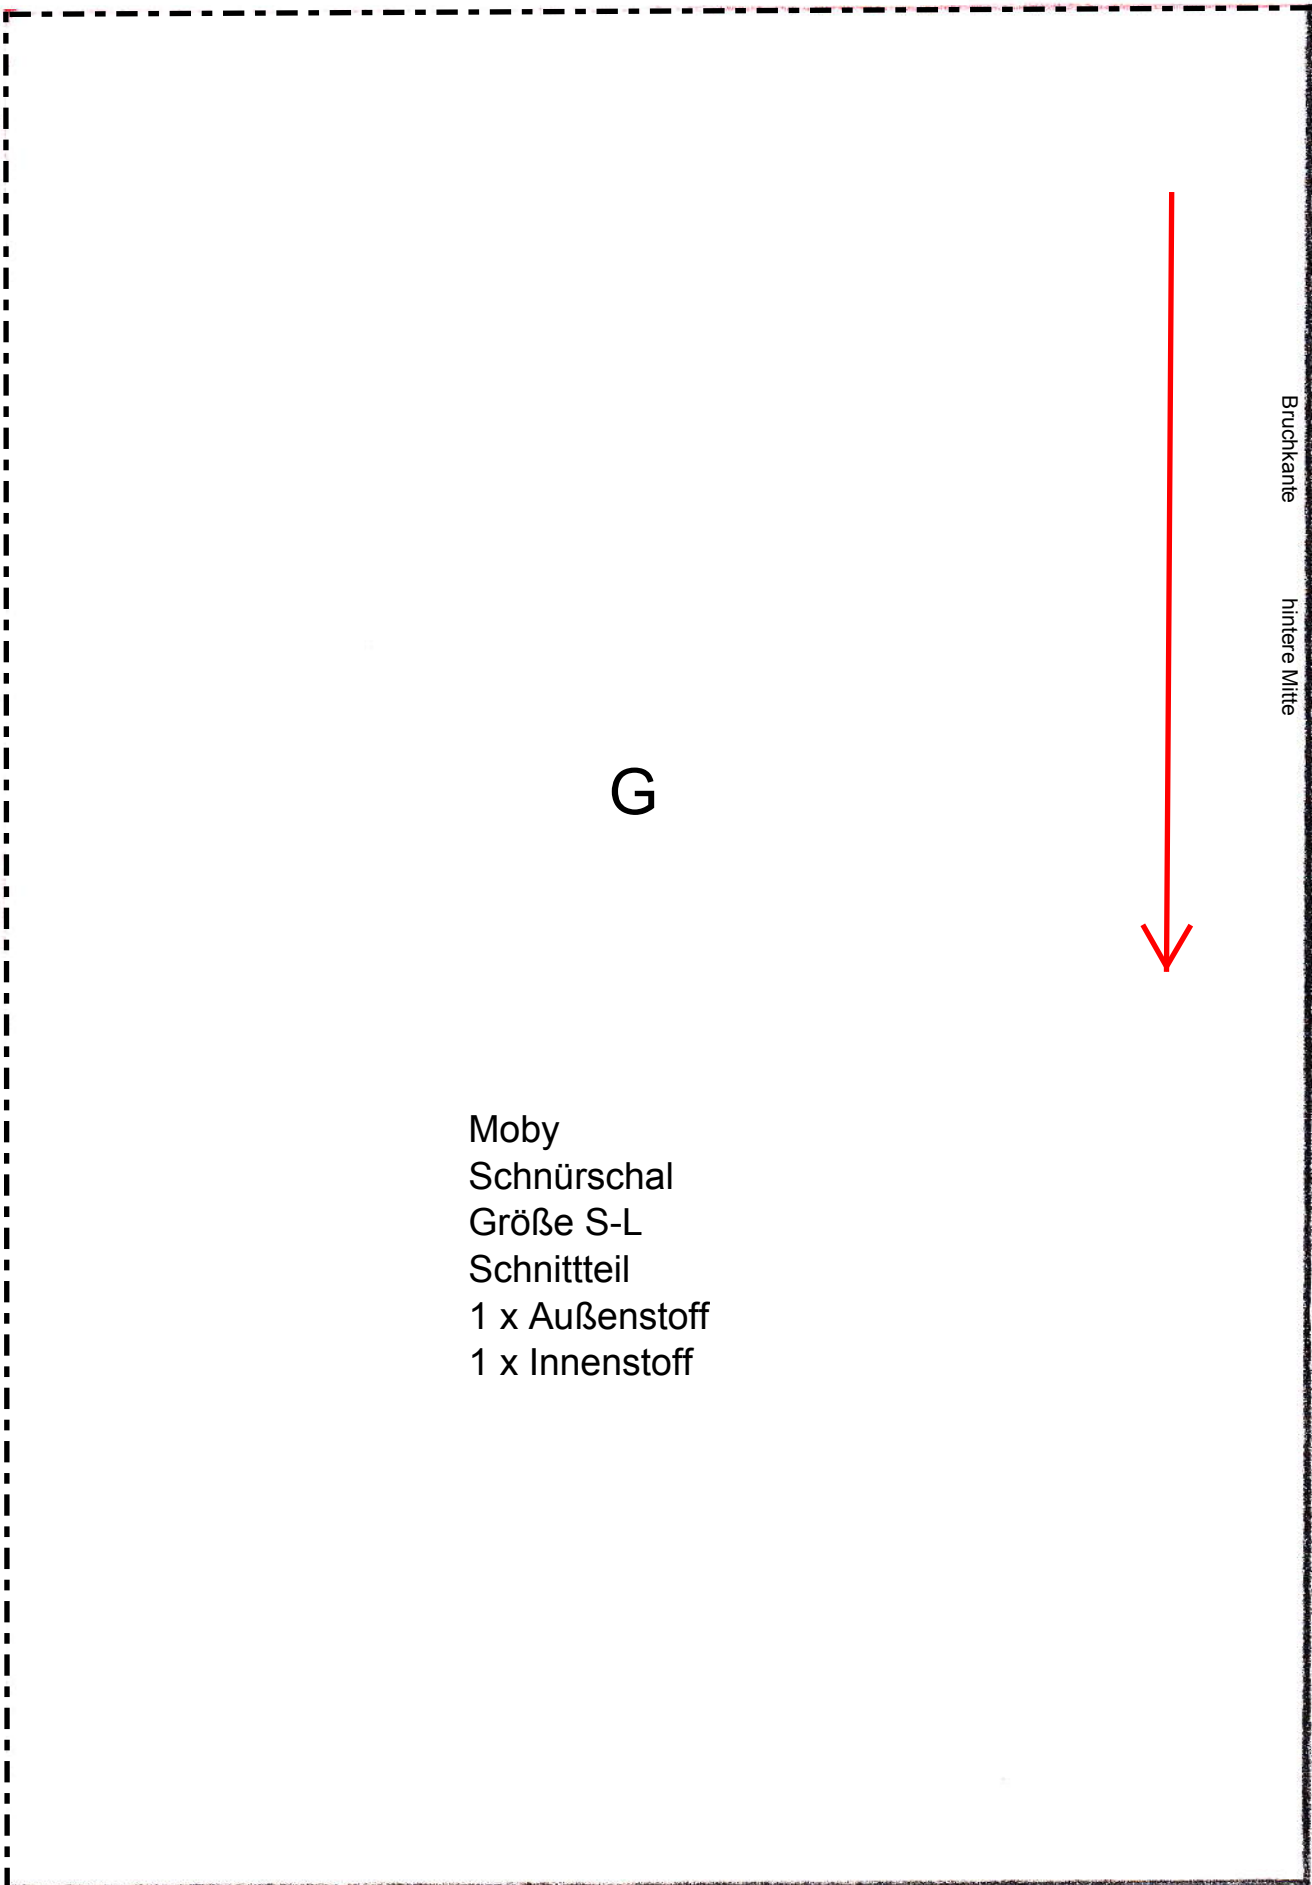 Bruchkante hintere Mitte
G
Moby
Schnürschal
Größe S-L
Schnittteil
1 x Außenstoff
1 x Innenstoff